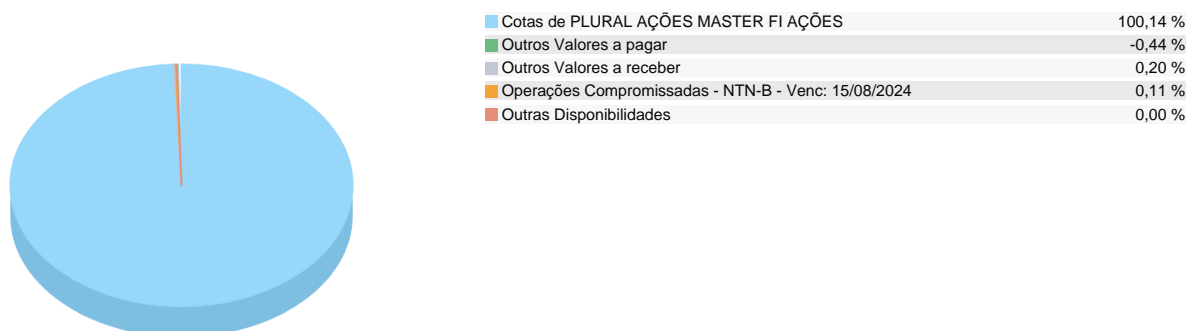 Cotas de PLURAL AÇÕES MASTER FI AÇÕES 100,14 %
Outros Valores a pagar -0,44 %
Outros Valores a receber 0,20 %
Operações Compromissadas - NTN-B - Venc: 15/08/2024 0,11 %
Outras Disponibilidades 0,00 %